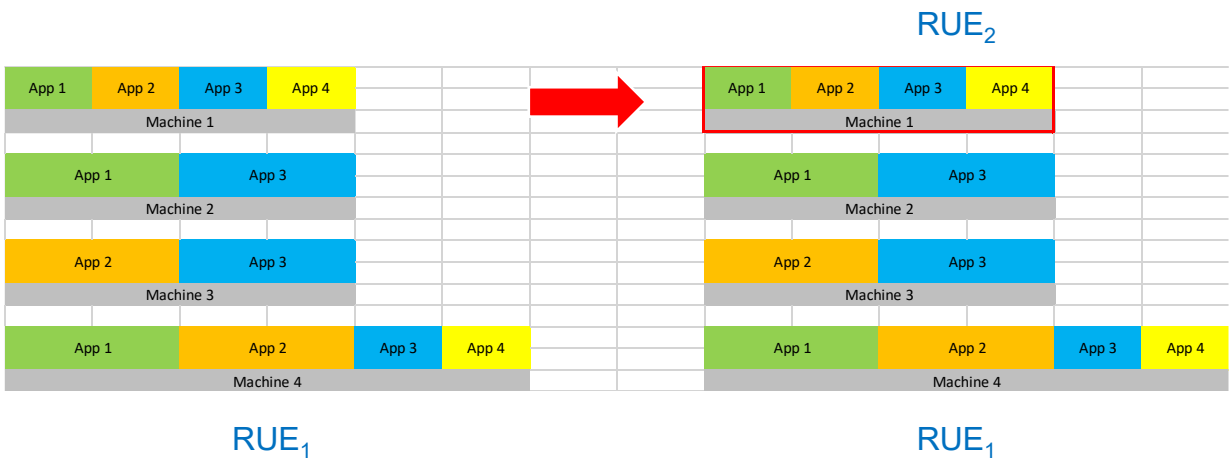 RUE₂
App 1 App 2 App 3 App 4
Machine 1
App 1 App 3
Machine 2
App 2 App 3
Machine 3
App 1 App 2 App 3 App 4
Machine 4
RUE₁
App 1 App 2 App 3 App 4
Machine 1
App 1 App 3
Machine 2
App 2 App 3
Machine 3
App 1 App 2 App 3 App 4
Machine 4
RUE₁